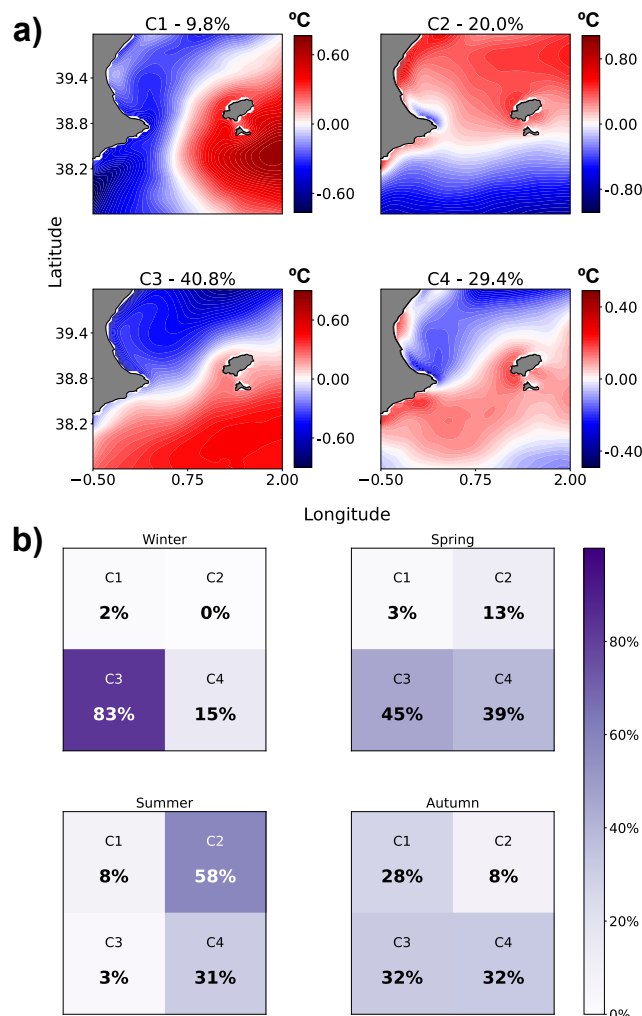 a)
C1 - 9.8%
ºC
C2 - 20.0%
ºC
39.4
38.8
38.2
0.60
0.00
-0.60
0.80
0.00
-0.80
Latitude
C3 - 40.8%
ºC
C4 - 29.4%
ºC
39.4
38.8
38.2
0.60
0.00
-0.60
0.40
0.00
-0.40
−0.50
0.75
2.00
−0.50
0.75
2.00
Longitude
b)
Winter
C1
2%
C2
0%
C3
83%
C4
15%
Spring
C1
3%
C2
13%
C3
45%
C4
39%
Summer
C1
8%
C2
58%
C3
3%
C4
31%
Autumn
C1
28%
C2
8%
C3
32%
C4
32%
80%
60%
40%
20%
0%